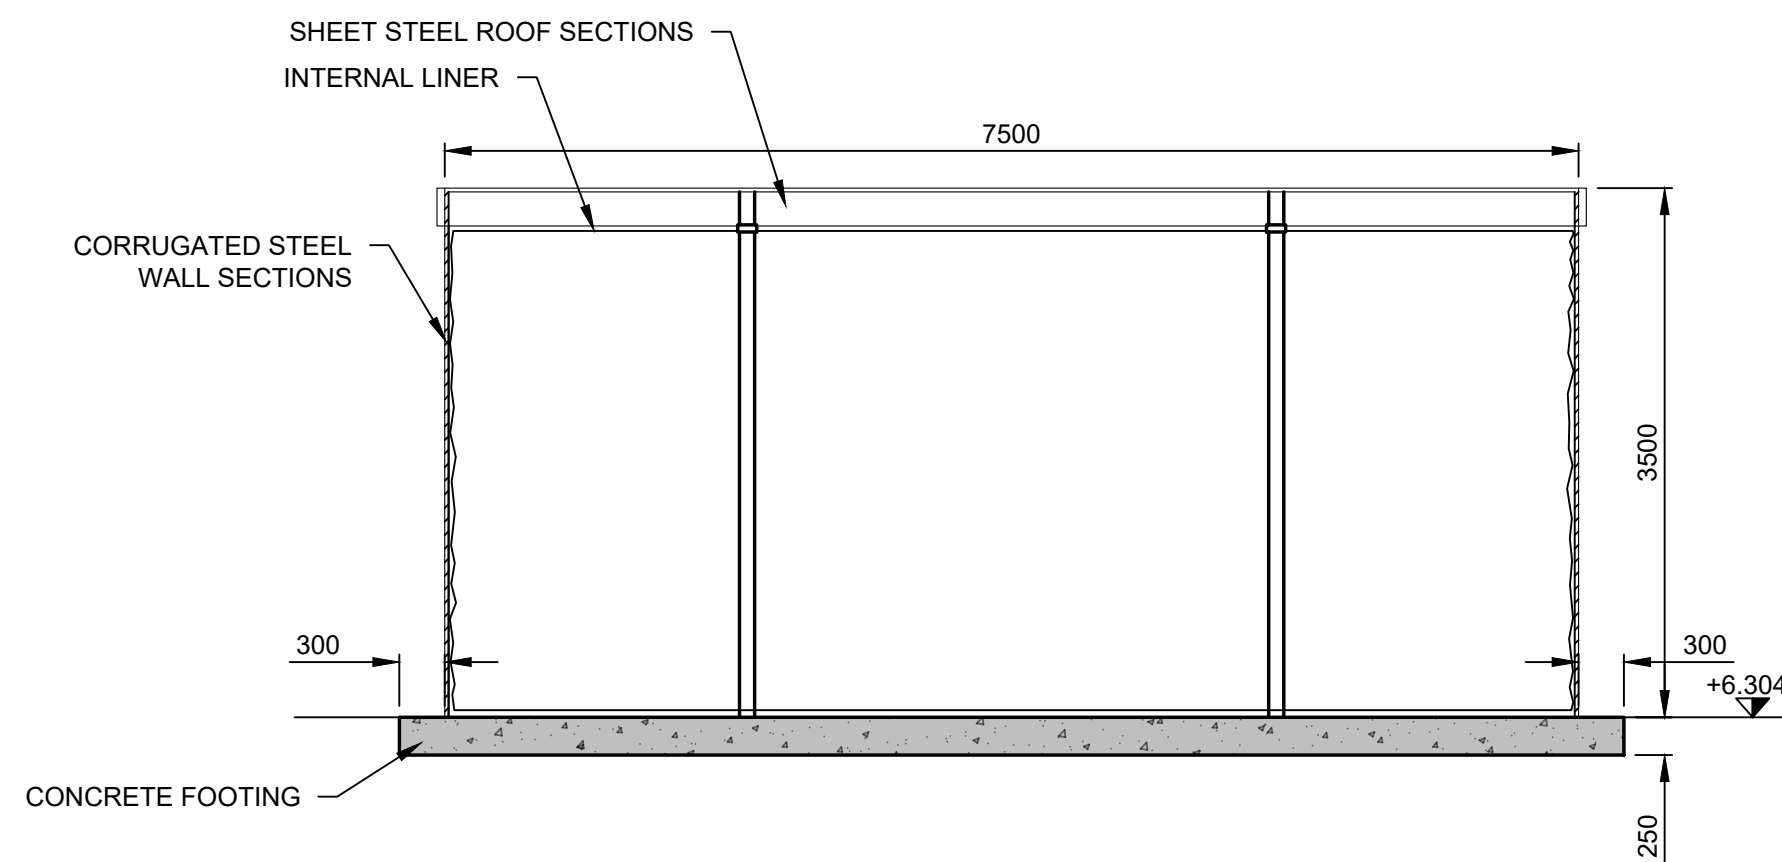 SHEET STEEL ROOF SECTIONS
INTERNAL LINER
7500
CORRUGATED STEEL
WALL SECTIONS
3500
300
300
+6.304
CONCRETE FOOTING
250